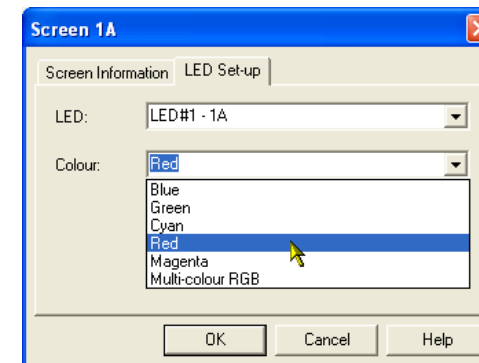 Screen 1A
Screen Information LED Set-up
LED: LED#1 - 1A
Colour: Red
Blue
Green
Cyan
Red
Magenta
Multi-colour RGB
OK Cancel Help